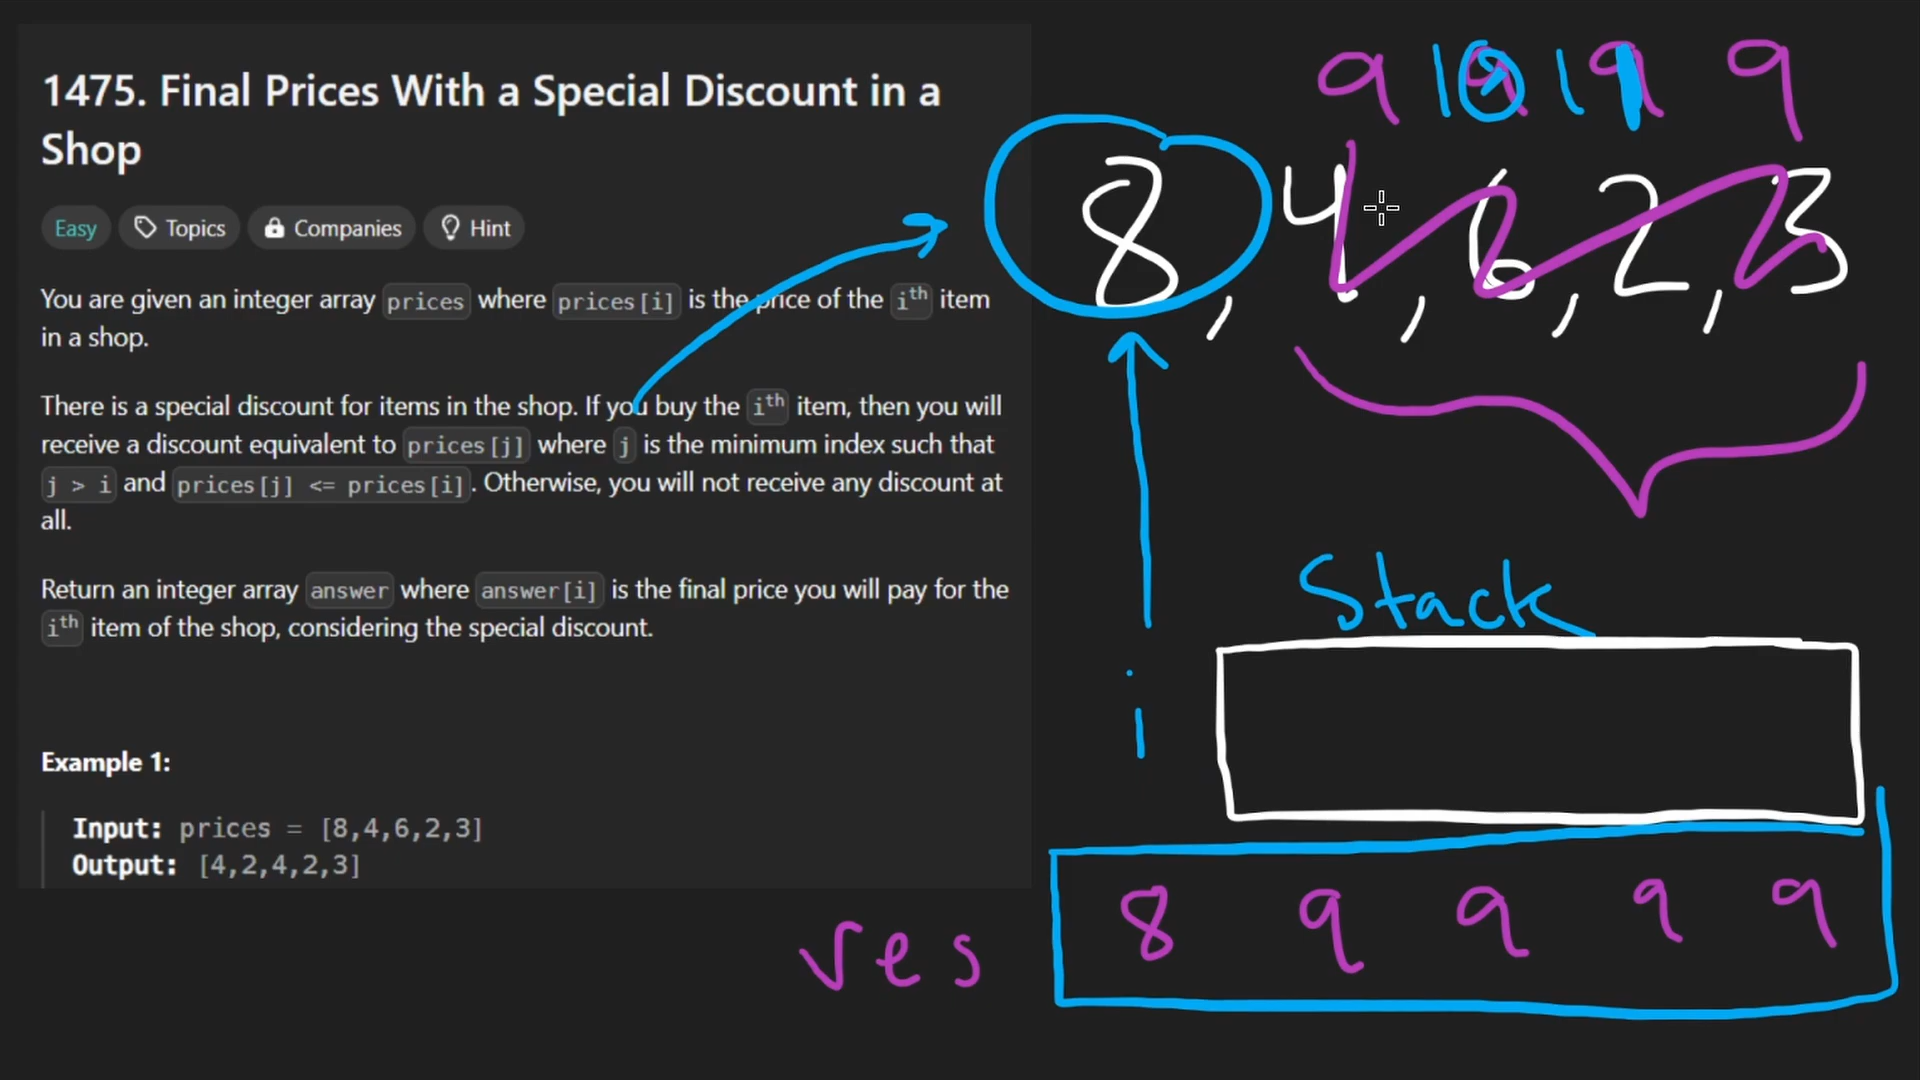 1475. Final Prices With a Special Discount in a
Shop
Easy Topics Companies Hint
You are given an integer array prices where prices[i] is the price of the ith item
in a shop.
There is a special discount for items in the shop. If you buy the ith item, then you will
receive a discount equivalent to prices[j] where j is the minimum index such that
j > i and prices[j] <= prices[i]. Otherwise, you will not receive any discount at
all.
Return an integer array answer where answer[i] is the final price you will pay for the
ith item of the shop, considering the special discount.
Example 1:
Input: prices = [8,4,6,2,3]
Output: [4,2,4,2,3]
9 10 11 9
8, 4, 6, 2, 3
Stack
i
res
8 9 9 9 9